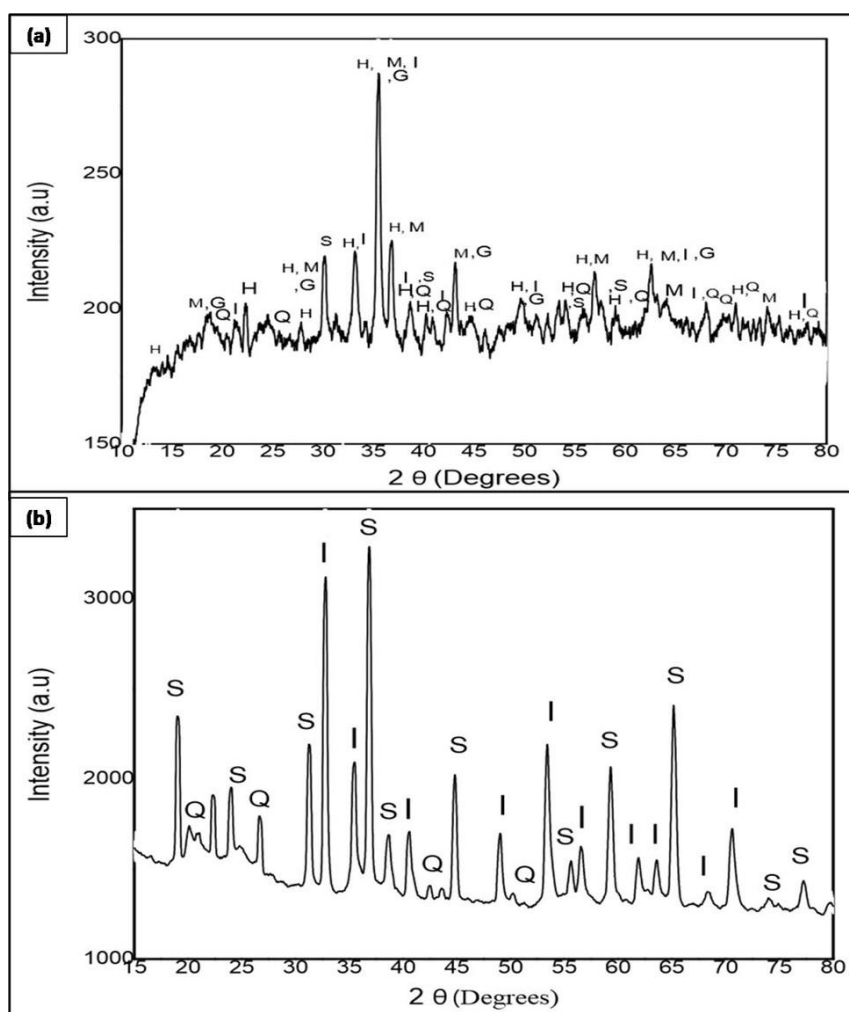 (a)
300
H, M, I
,G
250
Intensity (a.u)
S
H,I
H, M
M,G
H, M
H, M,I ,G
H, M
,G
I ,S
H Q
H, Q
I
H, I
G
H,Q
,S
,S
H ,Q
M
I ,Q
Q
H,Q
M
I
M,G
Q
I
H
Q
H
HQ
H, Q
200
H
150
10 15 20 25 30 35 40 45 50 55 60 65 70 75 80
2 θ (Degrees)
(b)
S
I
3000
S
S
I
S
I
S
S
I
2000
Q
S
Q
S
I
Q
I
Q
S
I
I
I
I
S
S
Intensity (a.u)
1000
15 20 25 30 35 40 45 50 55 60 65 70 75 80
2 θ (Degrees)